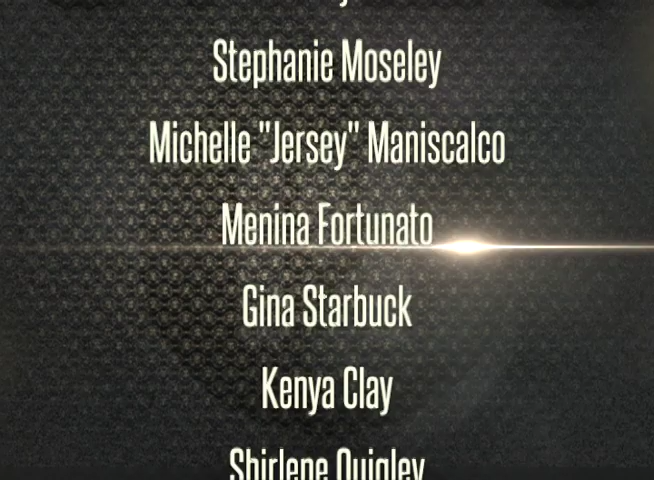 Stephanie Moseley
Michelle "Jersey" Maniscalco
Menina Fortunato
Gina Starbuck
Kenya Clay
Shirlene Quigley